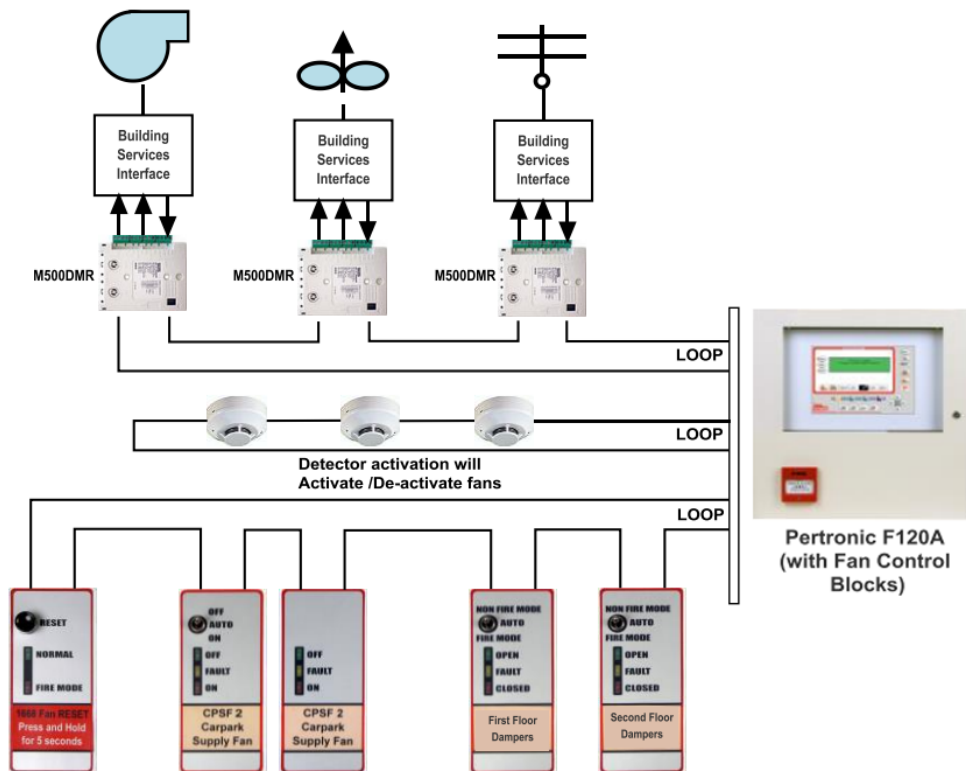 Building
Services
Interface
Building
Services
Interface
Building
Services
Interface
M500DMR
M500DMR
M500DMR
LOOP
LOOP
Detector activation will
Activate /De-activate fans
LOOP
Pertronic F120A
(with Fan Control
Blocks)
RESET
NORMAL
FIRE MODE
1668 Fan RESET
Press and Hold
for 5 seconds
OFF
AUTO
ON
OFF
FAULT
ON
CPSF 2
Carpark
Supply Fan
OFF
FAULT
ON
CPSF 2
Carpark
Supply Fan
NON FIRE MODE
AUTO
FIRE MODE
OPEN
FAULT
CLOSED
First Floor
Dampers
NON FIRE MODE
AUTO
FIRE MODE
OPEN
FAULT
CLOSED
Second Floor
Dampers